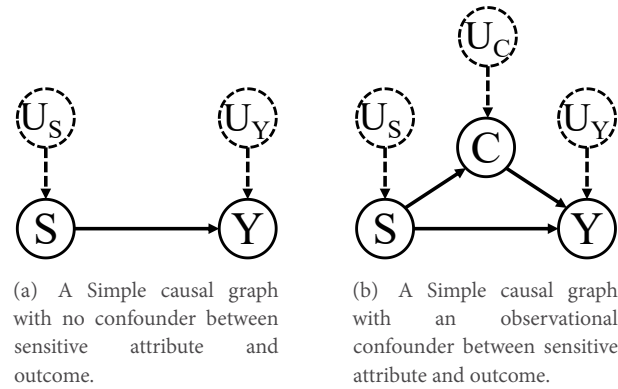 U_C
U_S
U_Y
U_S
U_Y
C
S
Y
S
Y
(a) A Simple causal graph
with no confounder between
sensitive attribute and
outcome.
(b) A Simple causal graph
with an observational
confounder between sensitive
attribute and outcome.